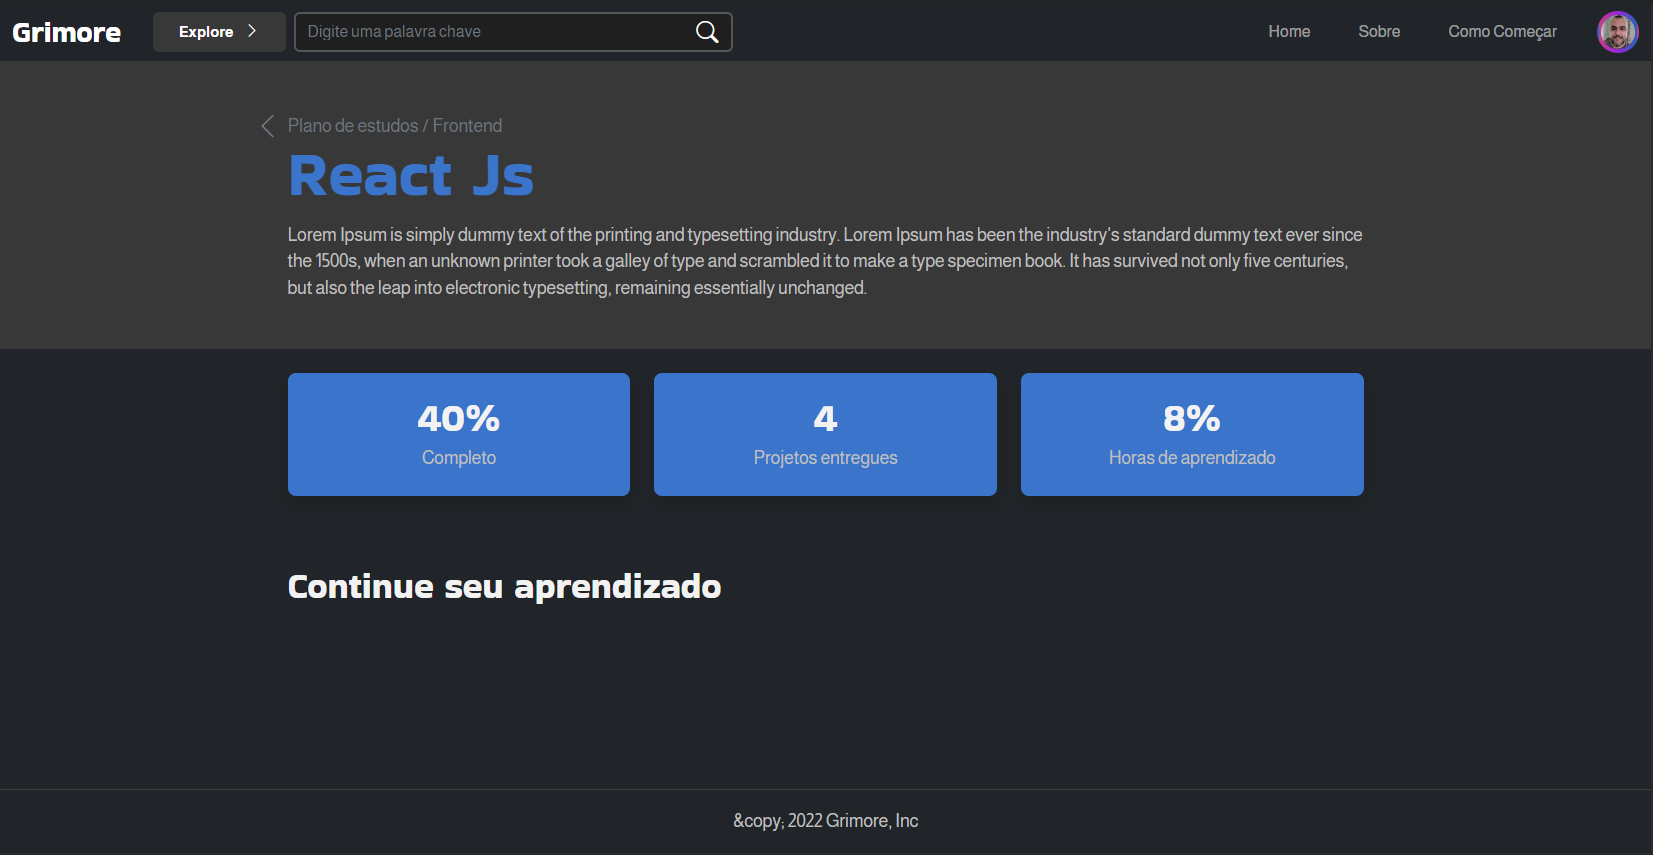 Grimore
Explore
Digite uma palavra chave
Home
Sobre
Como Começar
Plano de estudos / Frontend
React Js
Lorem Ipsum is simply dummy text of the printing and typesetting industry. Lorem Ipsum has been the industry's standard dummy text ever since
the 1500s, when an unknown printer took a galley of type and scrambled it to make a type specimen book. It has survived not only five centuries,
but also the leap into electronic typesetting, remaining essentially unchanged.
40%
Completo
4
Projetos entregues
8%
Horas de aprendizado
Continue seu aprendizado
&copy; 2022 Grimore, Inc